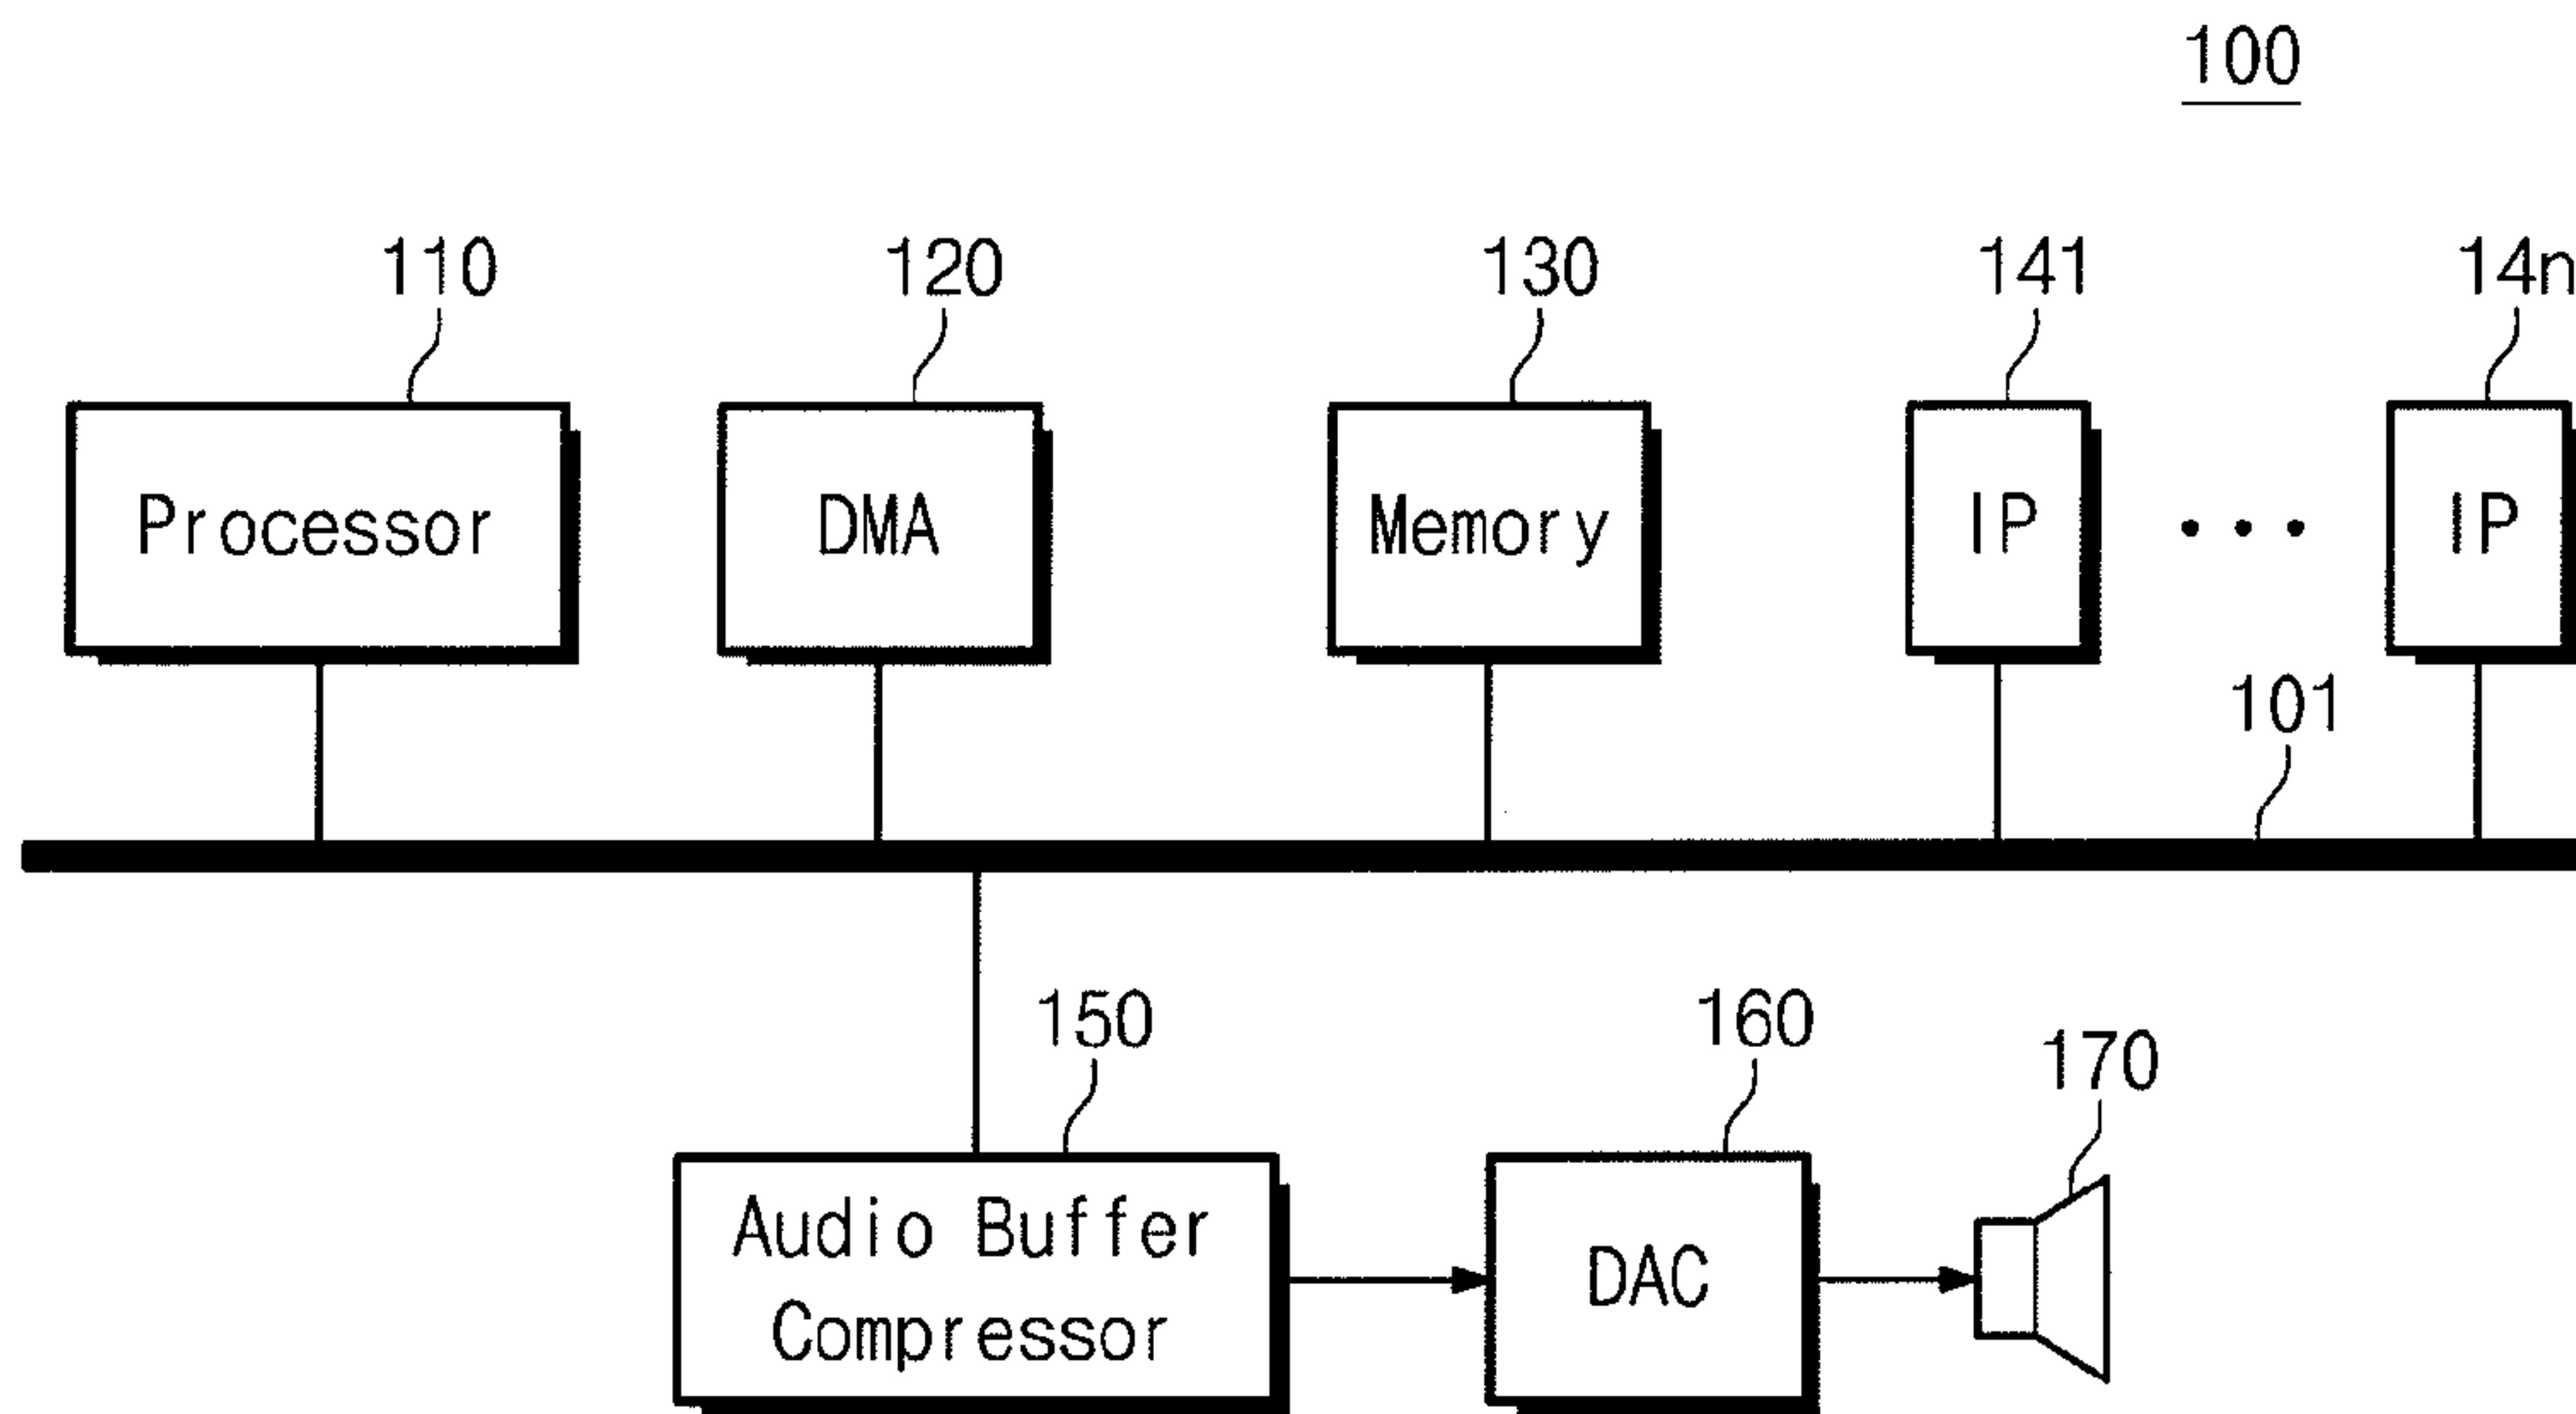 100
110
120
130
141
14n
Processor
DMA
Memory
IP
• • •
IP
101
150
160
170
Audio Buffer
Compressor
DAC